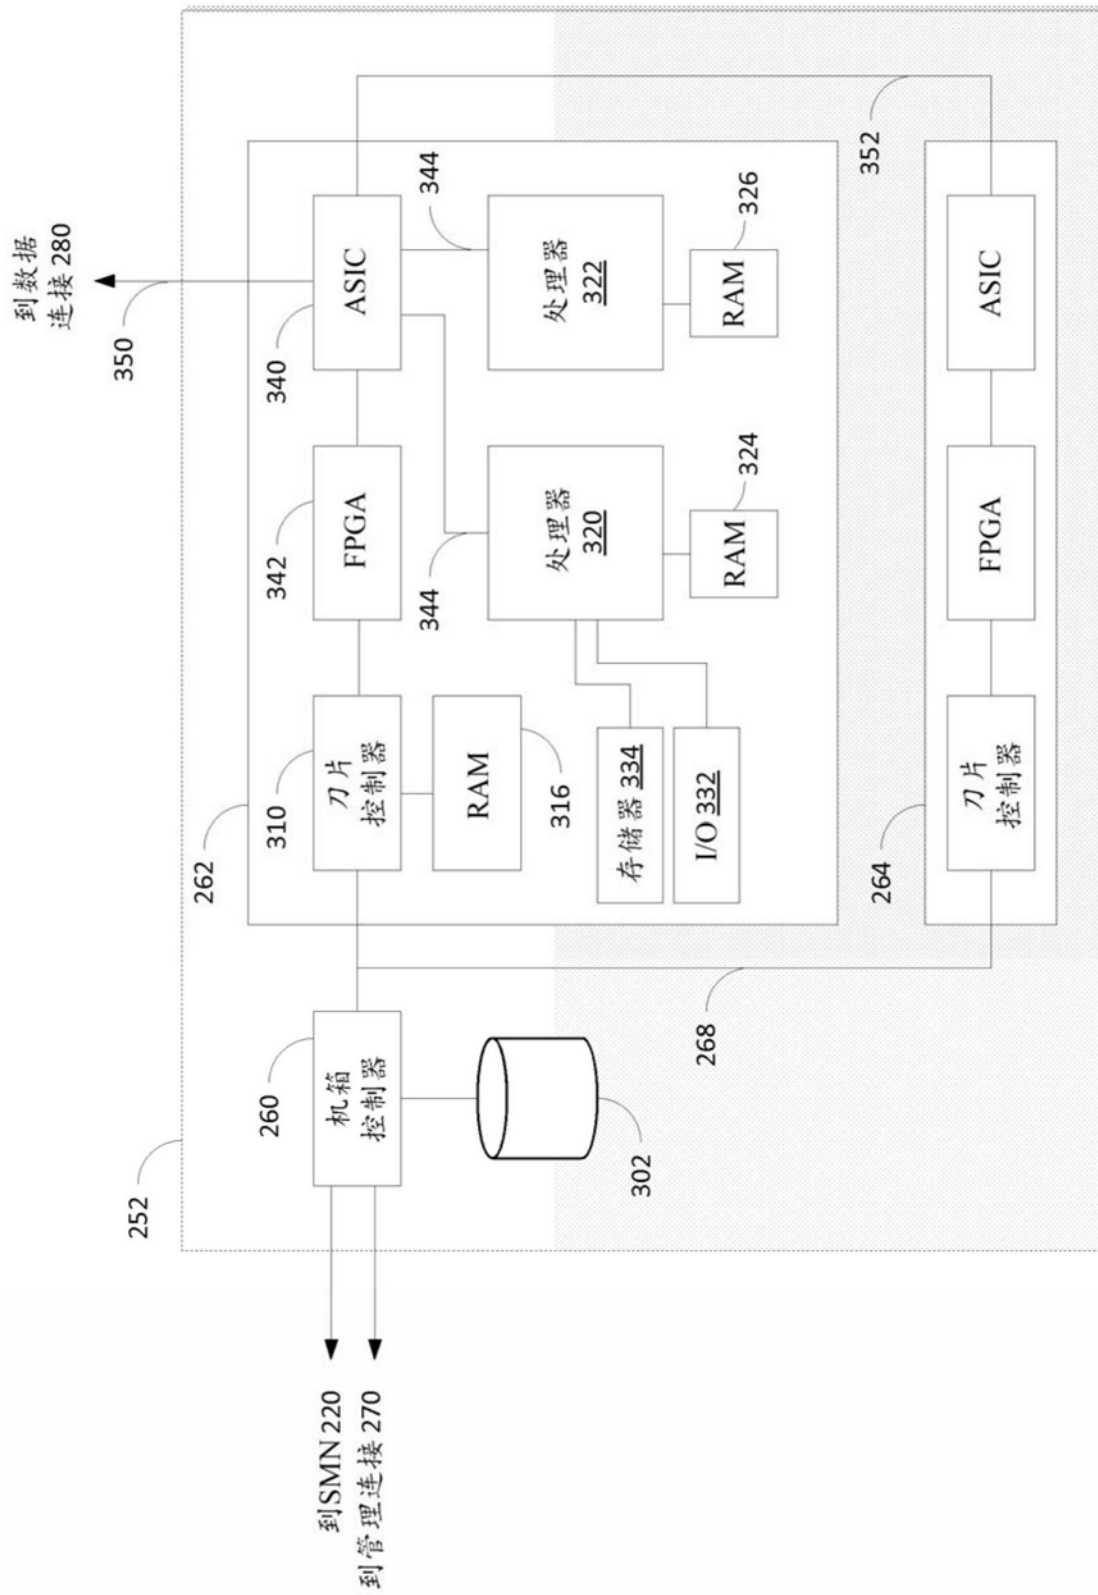 到数据
连接 280
350
252
262
260
310
342
340
到SMN 220
到管理连接 270
机箱
控制器
刀片
控制器
FPGA
ASIC
344
344
RAM
316
处理器
320
处理器
322
302
存储器 334
I/O 332
RAM
324
RAM
326
268
264
352
刀片
控制器
FPGA
ASIC